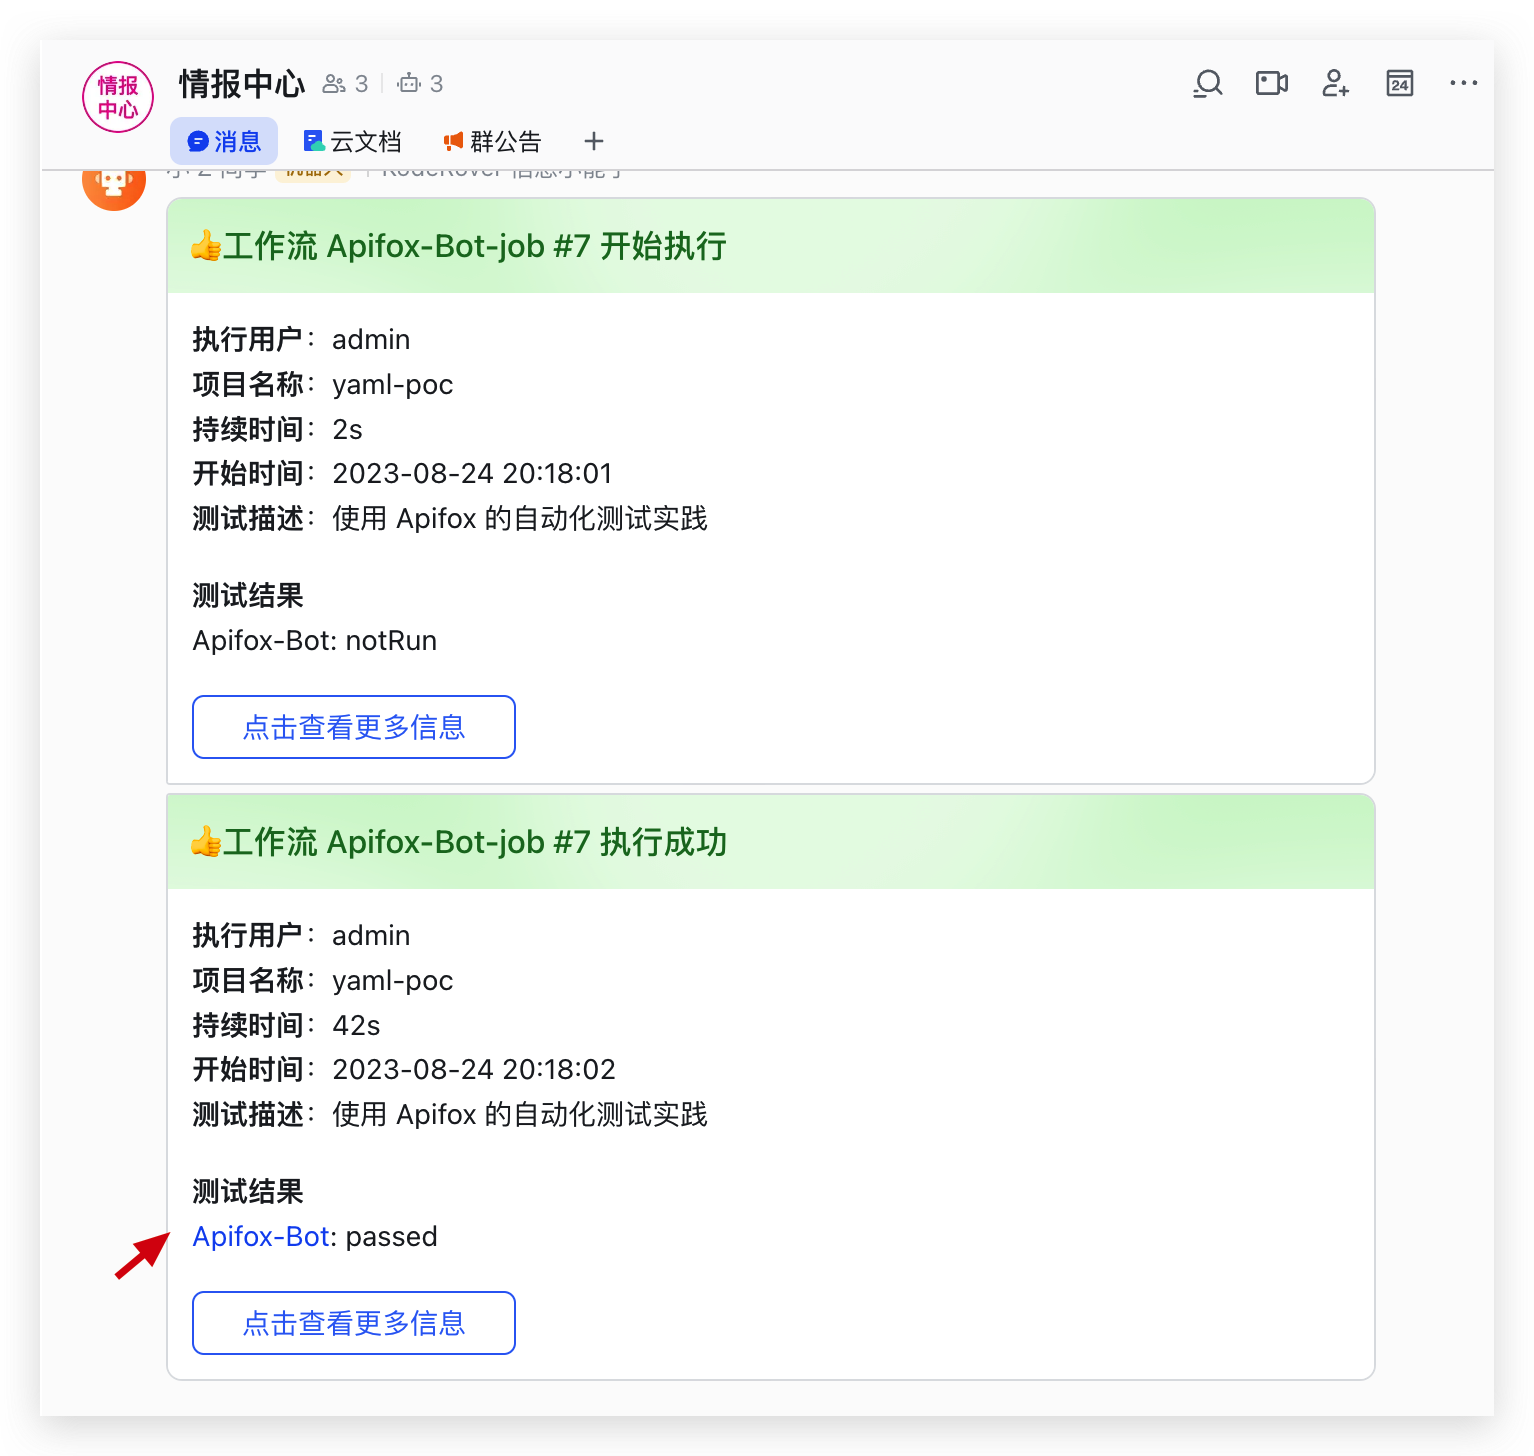 情报
中心
情报中心 3 3
24
消息 云文档 群公告
👍工作流 Apifox-Bot-job #7 开始执行
执行用户：admin
项目名称：yaml-poc
持续时间：2s
开始时间：2023-08-24 20:18:01
测试描述：使用 Apifox 的自动化测试实践
测试结果
Apifox-Bot: notRun
点击查看更多信息
👍工作流 Apifox-Bot-job #7 执行成功
执行用户：admin
项目名称：yaml-poc
持续时间：42s
开始时间：2023-08-24 20:18:02
测试描述：使用 Apifox 的自动化测试实践
测试结果
Apifox-Bot: passed
点击查看更多信息